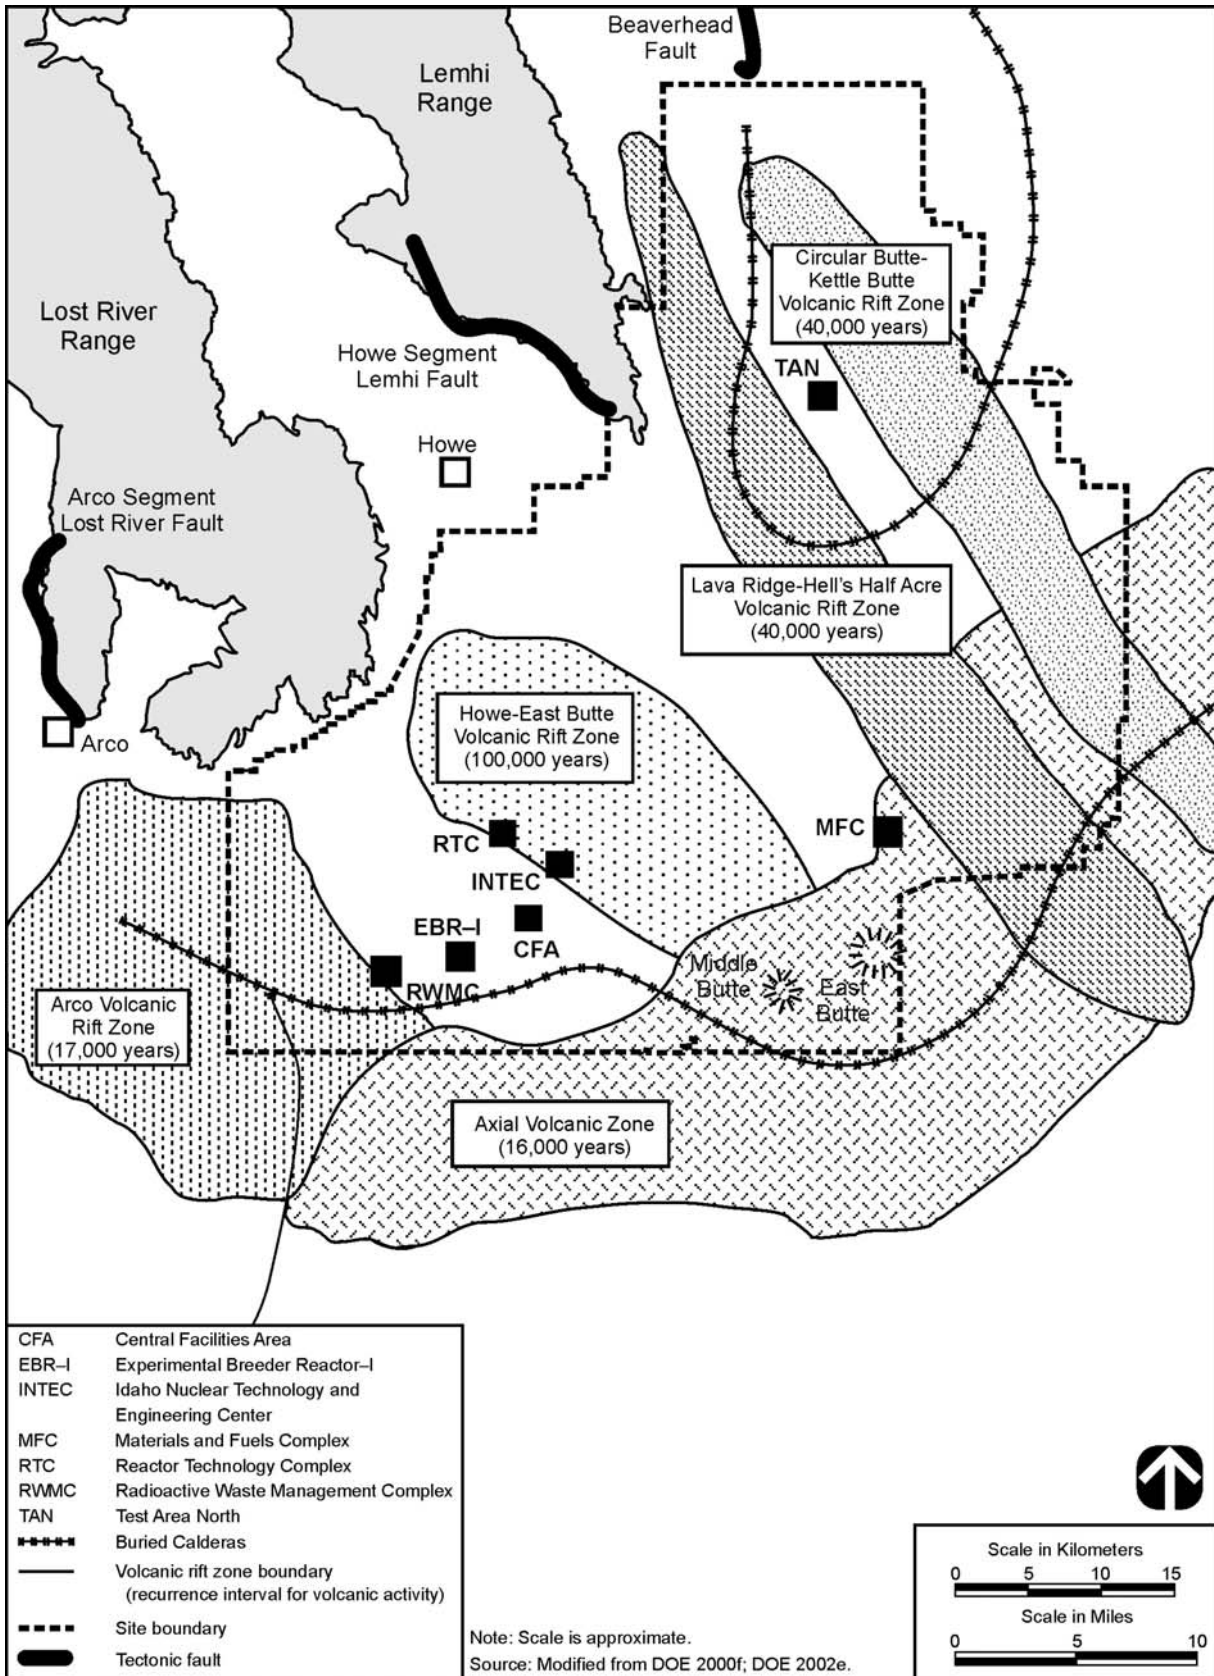 Beaverhead
Fault
Lemhi
Range
Circular Butte-
Kettle Butte
Volcanic Rift Zone
(40,000 years)
Lost River
Range
Howe Segment
Lemhi Fault
TAN
Howe
Arco Segment
Lost River Fault
Lava Ridge-Hell's Half Acre
Volcanic Rift Zone
(40,000 years)
Howe-East Butte
Volcanic Rift Zone
(100,000 years)
Arco
MFC
RTC
INTEC
EBR–I
CFA
RWMC
Middle
Butte
East
Butte
Arco Volcanic
Rift Zone
(17,000 years)
Axial Volcanic Zone
(16,000 years)
CFA Central Facilities Area
EBR–I Experimental Breeder Reactor–I
INTEC Idaho Nuclear Technology and
Engineering Center
MFC Materials and Fuels Complex
RTC Reactor Technology Complex
RWMC Radioactive Waste Management Complex
TAN Test Area North
Buried Calderas
Volcanic rift zone boundary
(recurrence interval for volcanic activity)
Site boundary
Tectonic fault
Note: Scale is approximate.
Source: Modified from DOE 2000f; DOE 2002e.
Scale in Kilometers
0 5 10 15
Scale in Miles
0 5 10